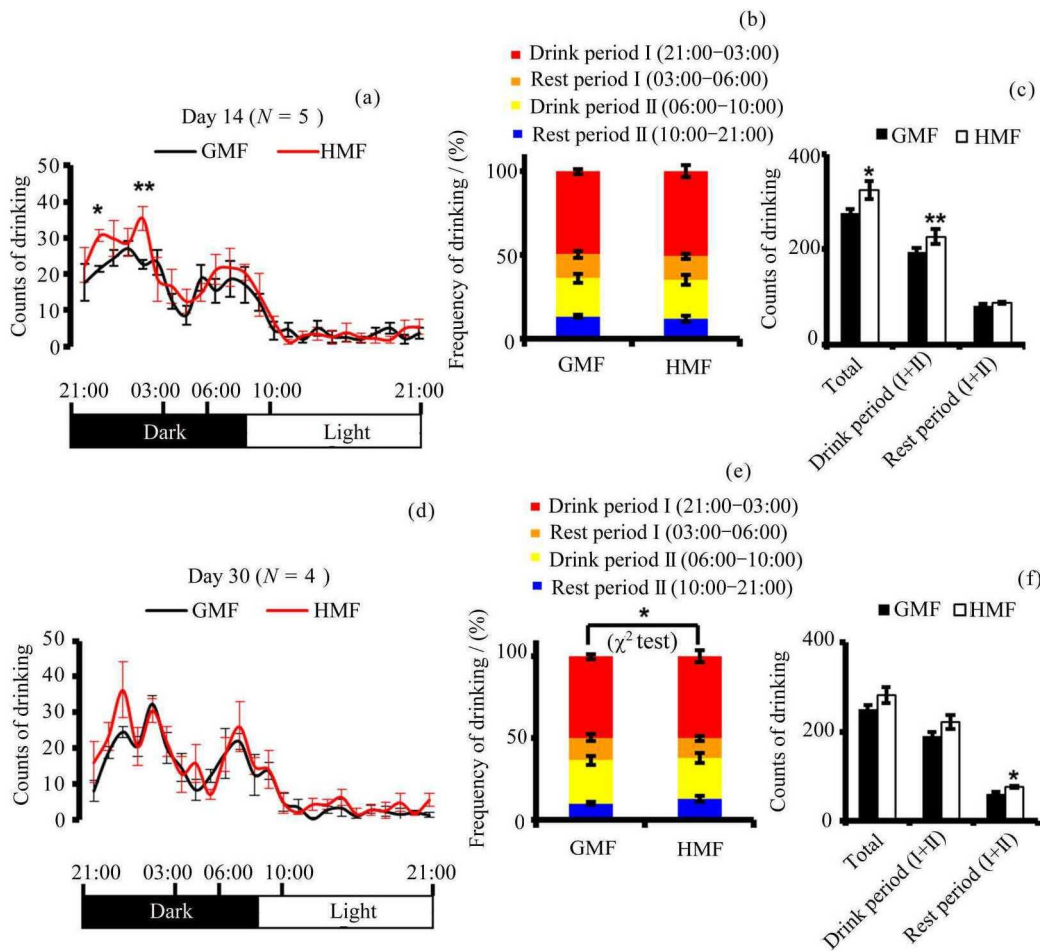 (a)
Day 14 (N = 5 )
GMF HMF
Counts of drinking
50
40
30
20
10
0
* **
21:00 03:00 06:00 10:00 21:00
Dark Light
(b)
Drink period I (21:00−03:00)
Rest period I (03:00−06:00)
Drink period II (06:00−10:00)
Rest period II (10:00−21:00)
Frequency of drinking / (%)
100
50
0
GMF HMF
(c)
GMF HMF
Counts of drinking
400
200
0
* **
Total
Drink period (I+II)
Rest period (I+II)
(d)
Day 30 (N = 4 )
GMF HMF
Counts of drinking
50
40
30
20
10
0
21:00 03:00 06:00 10:00 21:00
Dark Light
(e)
Drink period I (21:00−03:00)
Rest period I (03:00−06:00)
Drink period II (06:00−10:00)
Rest period II (10:00−21:00)
*
(χ² test)
Frequency of drinking / (%)
100
50
0
GMF HMF
(f)
GMF HMF
Counts of drinking
400
200
0
*
Total
Drink period (I+II)
Rest period (I+II)